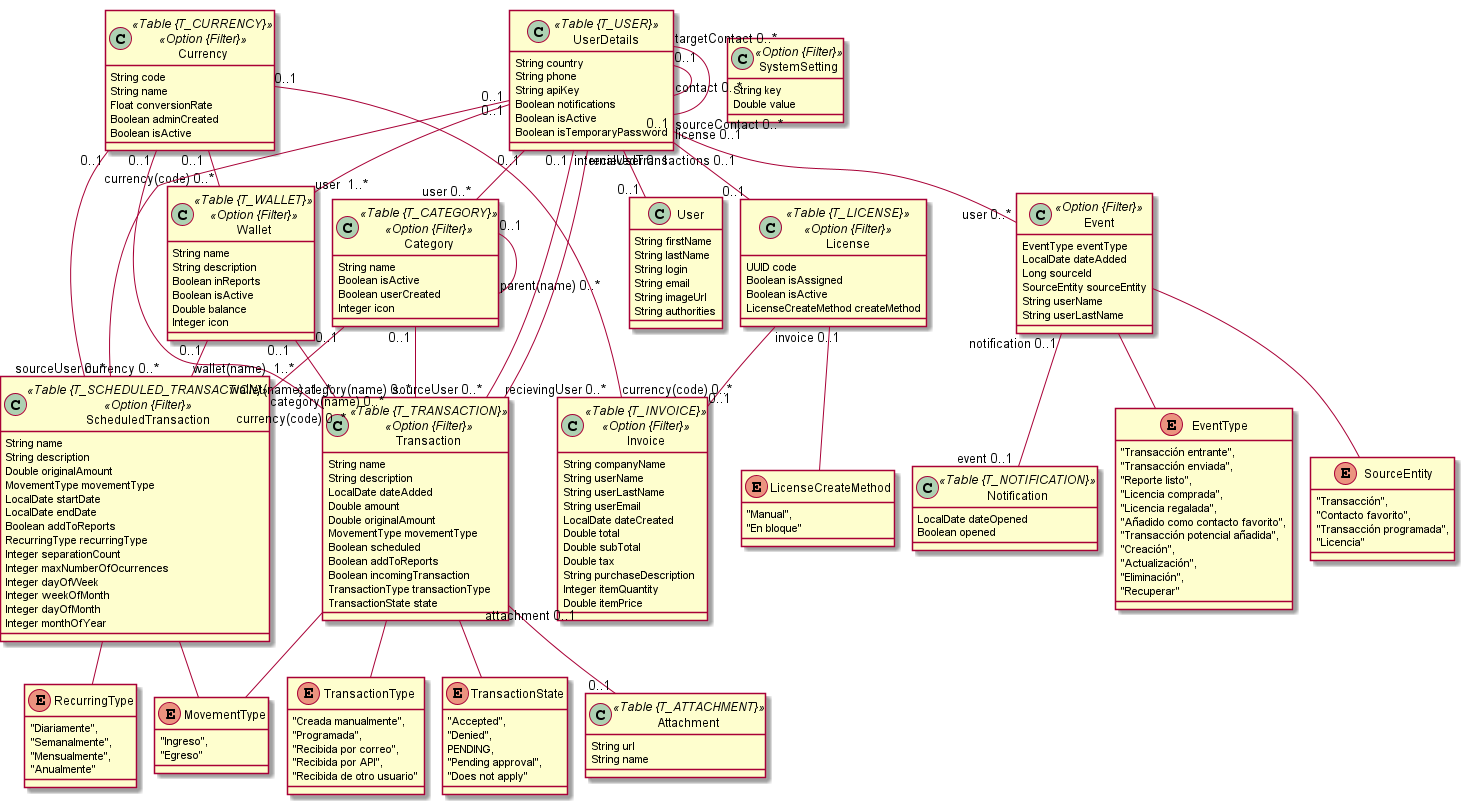 «Table {T_CURRENCY}»
«Option {Filter}»
C
Currency
String code
String name
Float conversionRate
Boolean adminCreated
Boolean isActive
«Table {T_USER}»
C
UserDetails
String country
String phone
String apiKey
Boolean notifications
Boolean isActive
Boolean isTemporaryPassword
targetContact 0..*
0..1
contact 0..*
0..1
sourceContact 0..*
license 0..1
«Option {Filter}»
C
SystemSetting
String key
Double value
0..1
0..1
0..1
0..1
0..1
0..1
currency(code) 0..*
0..1
0..1
0..1
user 1..*
user 0..*
0..1
0..1
user 0..*
«Table {T_WALLET}»
«Option {Filter}»
C
Wallet
String name
String description
Boolean inReports
Boolean isActive
Double balance
Integer icon
«Table {T_CATEGORY}»
«Option {Filter}»
C
Category
String name
Boolean isActive
Boolean userCreated
Integer icon
0..1
parent(name) 0..*
C
User
String firstName
String lastName
String login
String email
String imageUrl
String authorities
«Table {T_LICENSE}»
«Option {Filter}»
C
License
UUID code
Boolean isAssigned
Boolean isActive
LicenseCreateMethod createMethod
«Option {Filter}»
C
Event
EventType eventType
LocalDate dateAdded
Long sourceId
SourceEntity sourceEntity
String userName
String userLastName
0..1
0..1
0..1
0..1
invoice 0..1
notification 0..1
sourceUser 0..*
currency 0..*
wallet(name) 1..*
category(name) 0..*
category(name) 0..*
currency(code) 0..*
sourceUser 0..*
recievingUser 0..*
currency(code) 0..*
0..1
«Table {T_SCHEDULED_TRANSACTION}»
«Option {Filter}»
C
ScheduledTransaction
String name
String description
Double originalAmount
MovementType movementType
LocalDate startDate
LocalDate endDate
Boolean addToReports
RecurringType recurringType
Integer separationCount
Integer maxNumberOfOcurrences
Integer dayOfWeek
Integer weekOfMonth
Integer dayOfMonth
Integer monthOfYear
«Table {T_TRANSACTION}»
«Option {Filter}»
C
Transaction
String name
String description
LocalDate dateAdded
Double amount
Double originalAmount
MovementType movementType
Boolean scheduled
Boolean addToReports
Boolean incomingTransaction
TransactionType transactionType
TransactionState state
«Table {T_INVOICE}»
«Option {Filter}»
C
Invoice
String companyName
String userName
String userLastName
String userEmail
LocalDate dateCreated
Double total
Double subTotal
Double tax
String purchaseDescription
Integer itemQuantity
Double itemPrice
E
LicenseCreateMethod
"Manual",
"En bloque"
event 0..1
«Table {T_NOTIFICATION}»
C
Notification
LocalDate dateOpened
Boolean opened
E
EventType
"Transacción entrante",
"Transacción enviada",
"Reporte listo",
"Licencia comprada",
"Licencia regalada",
"Añadido como contacto favorito",
"Transacción potencial añadida",
"Creación",
"Actualización",
"Eliminación",
"Recuperar"
E
SourceEntity
"Transacción",
"Contacto favorito",
"Transacción programada",
"Licencia"
attachment 0..1
0..1
E
RecurringType
"Diariamente",
"Semanalmente",
"Mensualmente",
"Anualmente"
E
MovementType
"Ingreso",
"Egreso"
E
TransactionType
"Creada manualmente",
"Programada",
"Recibida por correo",
"Recibida por API",
"Recibida de otro usuario"
E
TransactionState
"Accepted",
"Denied",
PENDING,
"Pending approval",
"Does not apply"
«Table {T_ATTACHMENT}»
C
Attachment
String url
String name